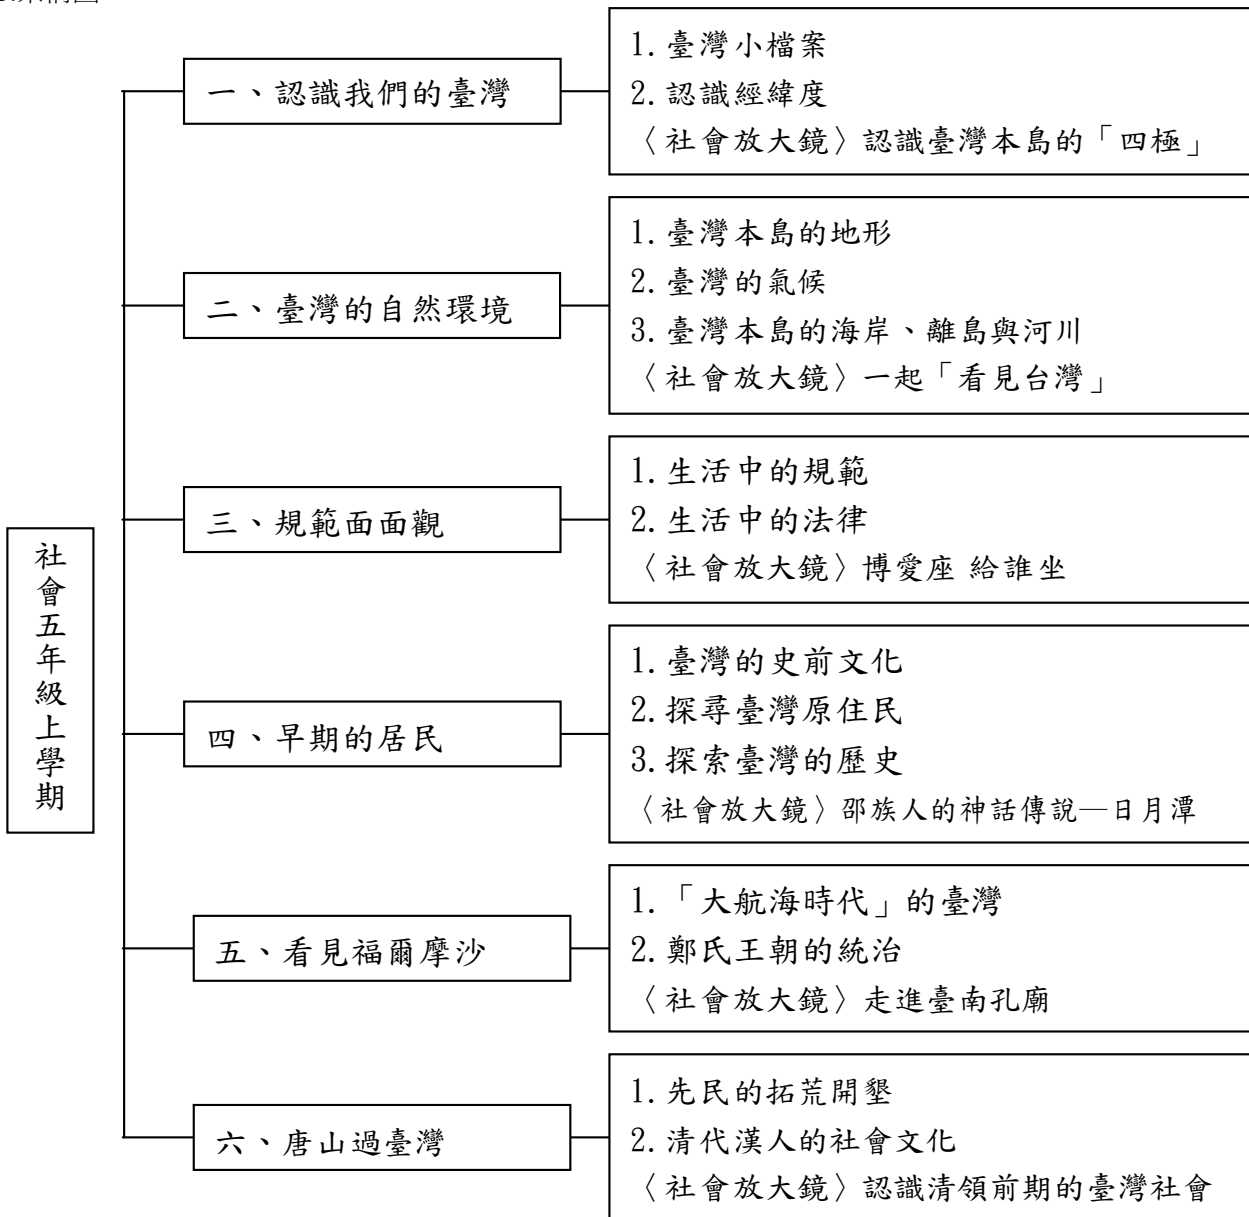 社會五年級上學期
一、認識我們的臺灣
1.臺灣小檔案
2.認識經緯度
〈社會放大鏡〉認識臺灣本島的「四極」
二、臺灣的自然環境
1.臺灣本島的地形
2.臺灣的氣候
3.臺灣本島的海岸、離島與河川
〈社會放大鏡〉一起「看見台灣」
三、規範面面觀
1.生活中的規範
2.生活中的法律
〈社會放大鏡〉博愛座 給誰坐
四、早期的居民
1.臺灣的史前文化
2.探尋臺灣原住民
3.探索臺灣的歷史
〈社會放大鏡〉邵族人的神話傳說—日月潭
五、看見福爾摩沙
1.「大航海時代」的臺灣
2.鄭氏王朝的統治
〈社會放大鏡〉走進臺南孔廟
六、唐山過臺灣
1.先民的拓荒開墾
2.清代漢人的社會文化
〈社會放大鏡〉認識清領前期的臺灣社會